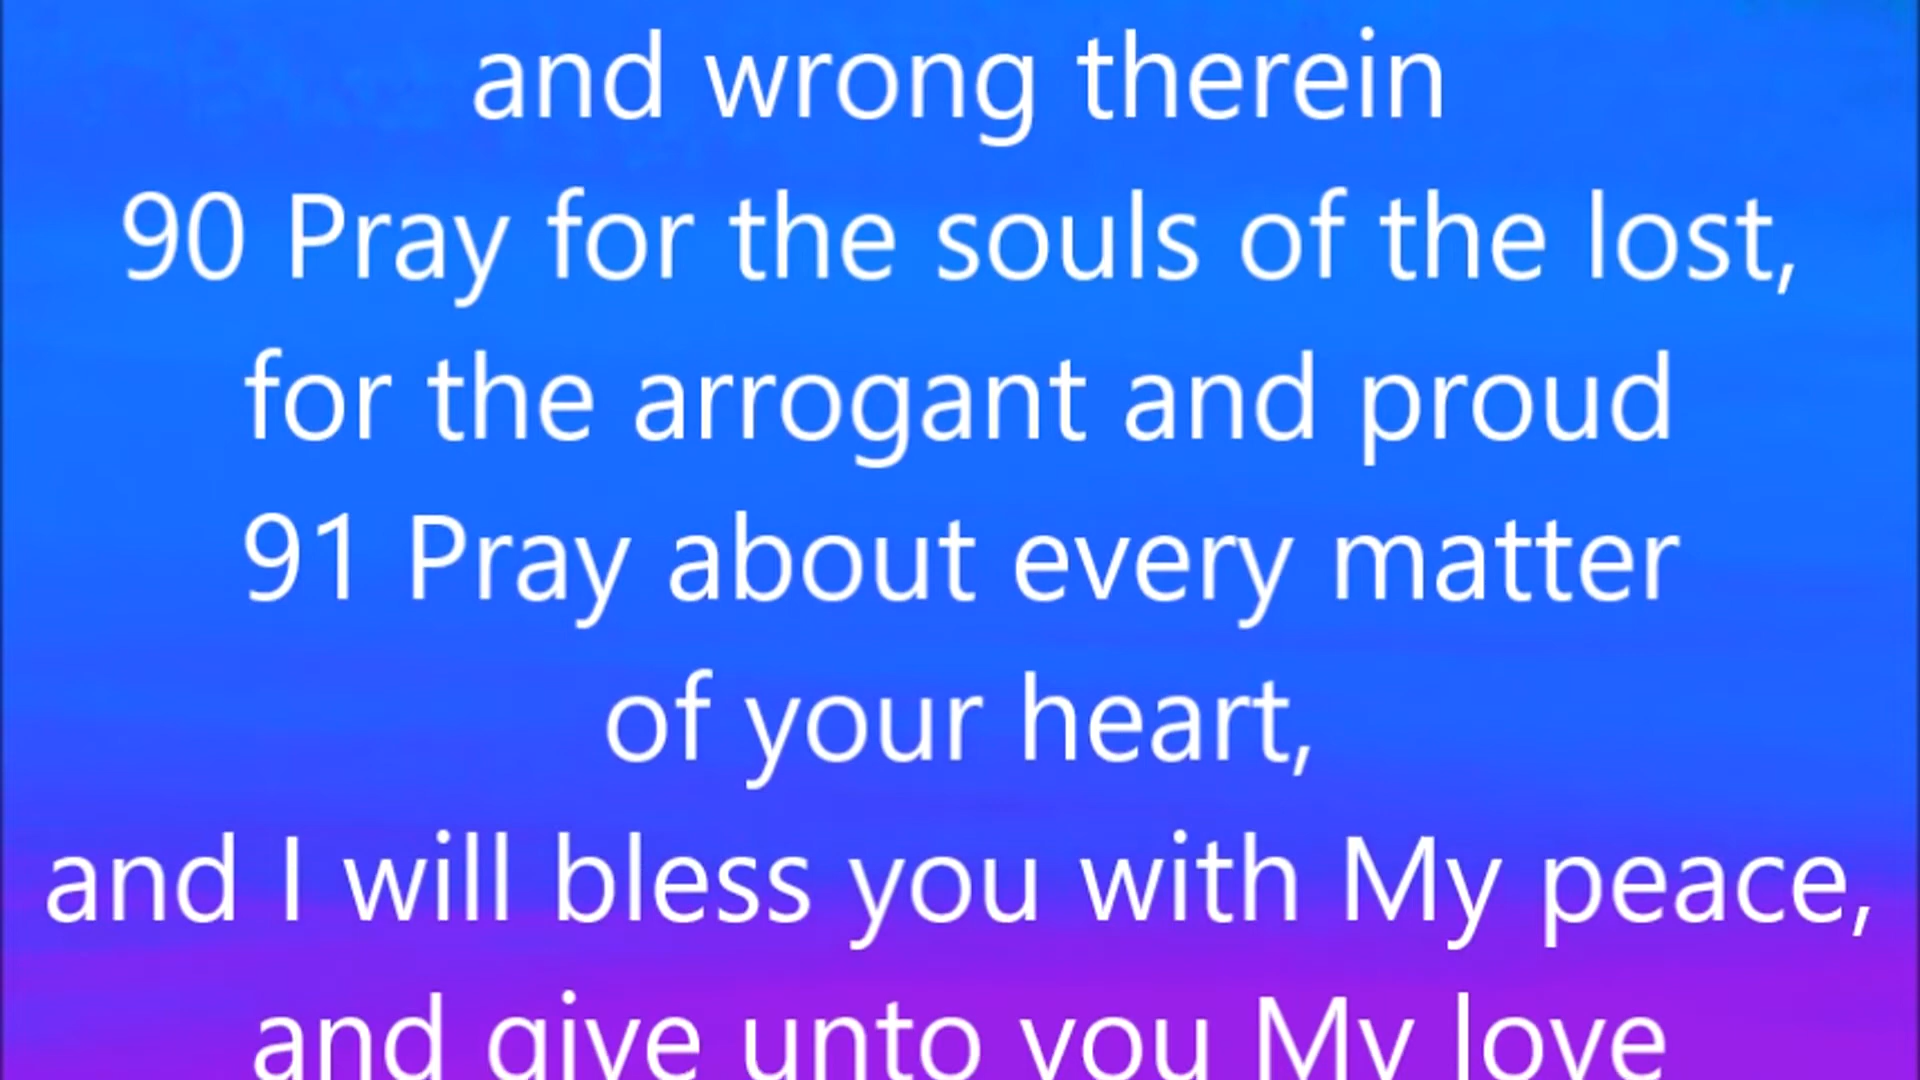 and wrong therein
90 Pray for the souls of the lost,
for the arrogant and proud
91 Pray about every matter
of your heart,
and I will bless you with My peace,
and give unto you My love